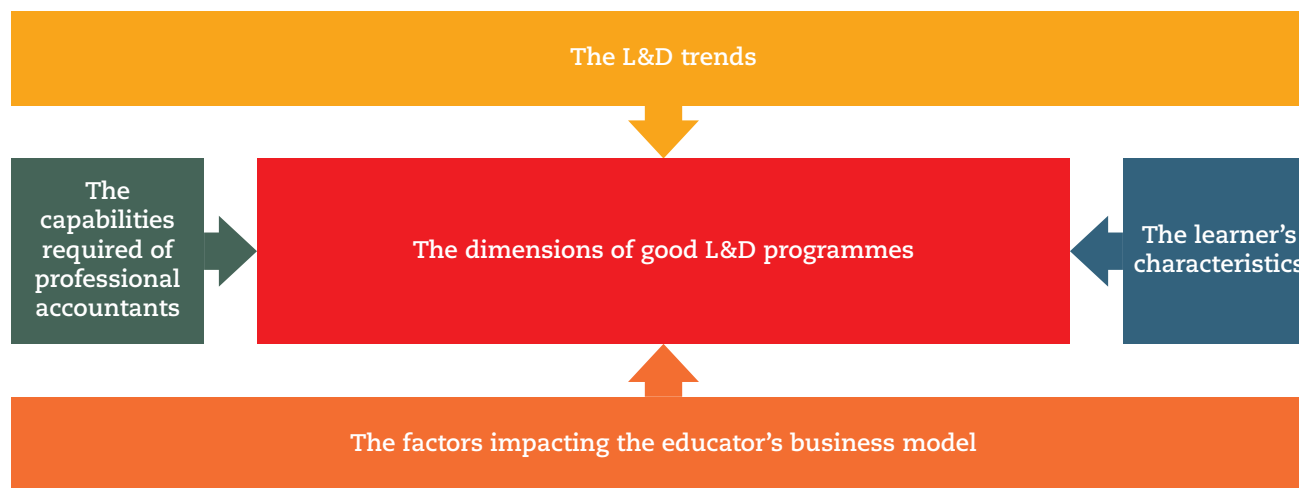 The L&D trends
The
capabilities
required of
professional
accountants
The dimensions of good L&D programmes
The learner's
characteristics
The factors impacting the educator's business model